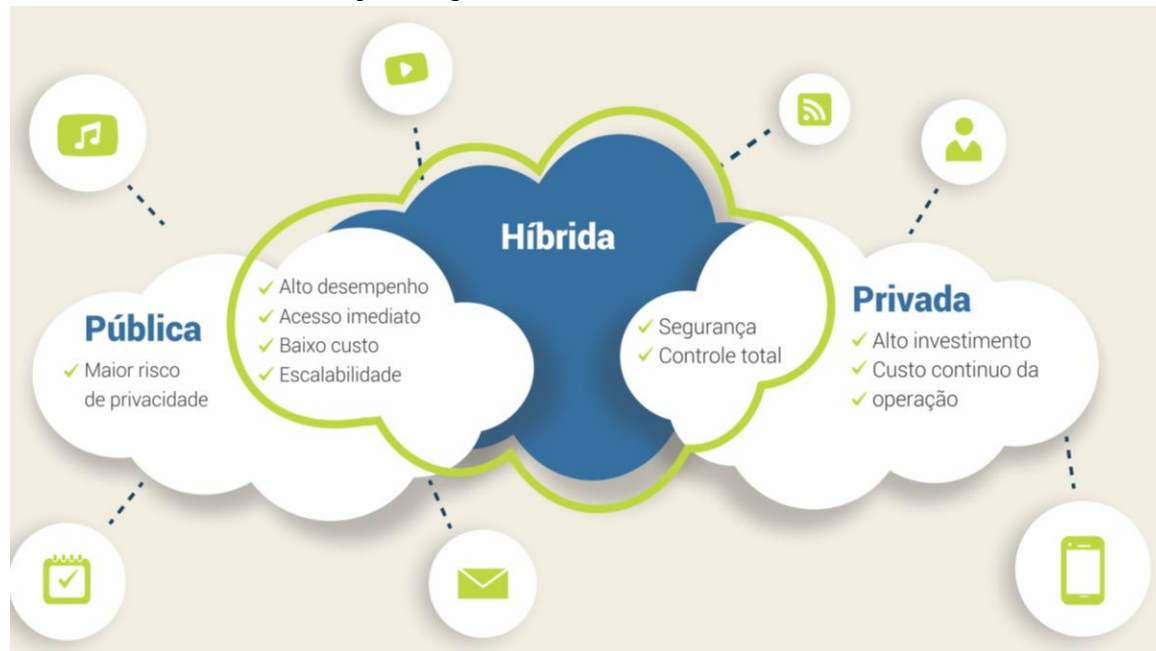 Híbrida
Pública
Maior risco
de privacidade
Alto desempenho
Acesso imediato
Baixo custo
Escalabilidade
Segurança
Controle total
Privada
Alto investimento
Custo continuo da
operação